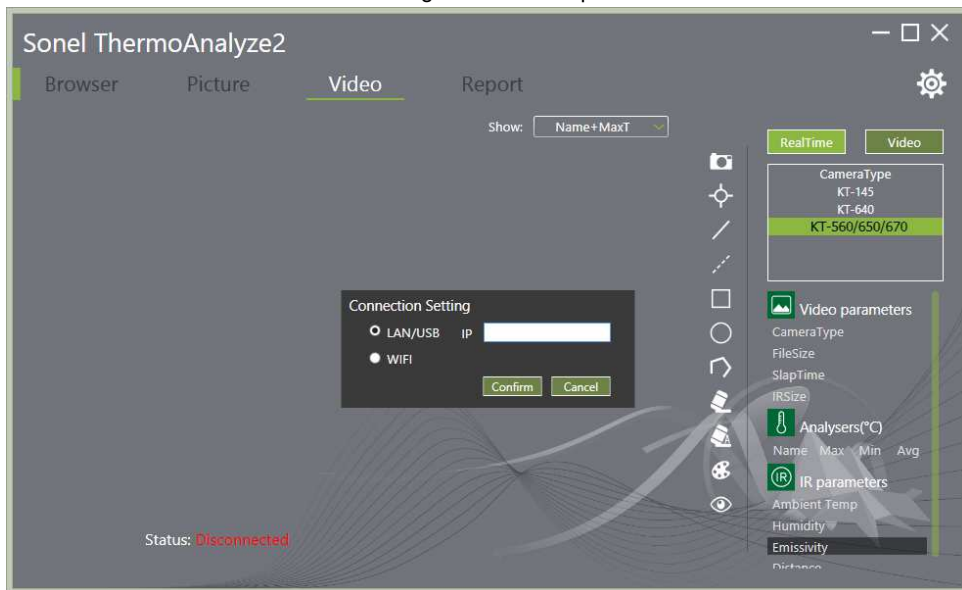 Sonel ThermoAnalyze2
Browser Picture Video Report
Show: Name+MaxT
RealTime Video
CameraType
KT-145
KT-640
KT-560/650/670
Connection Setting
LAN/USB IP
WIFI
Confirm Cancel
Video parameters
CameraType
FileSize
SlapTime
IRSize
Analysers(°C)
Name Max Min Avg
IR IR parameters
Ambient Temp
Humidity
Emissivity
Distance
Status: Disconnected